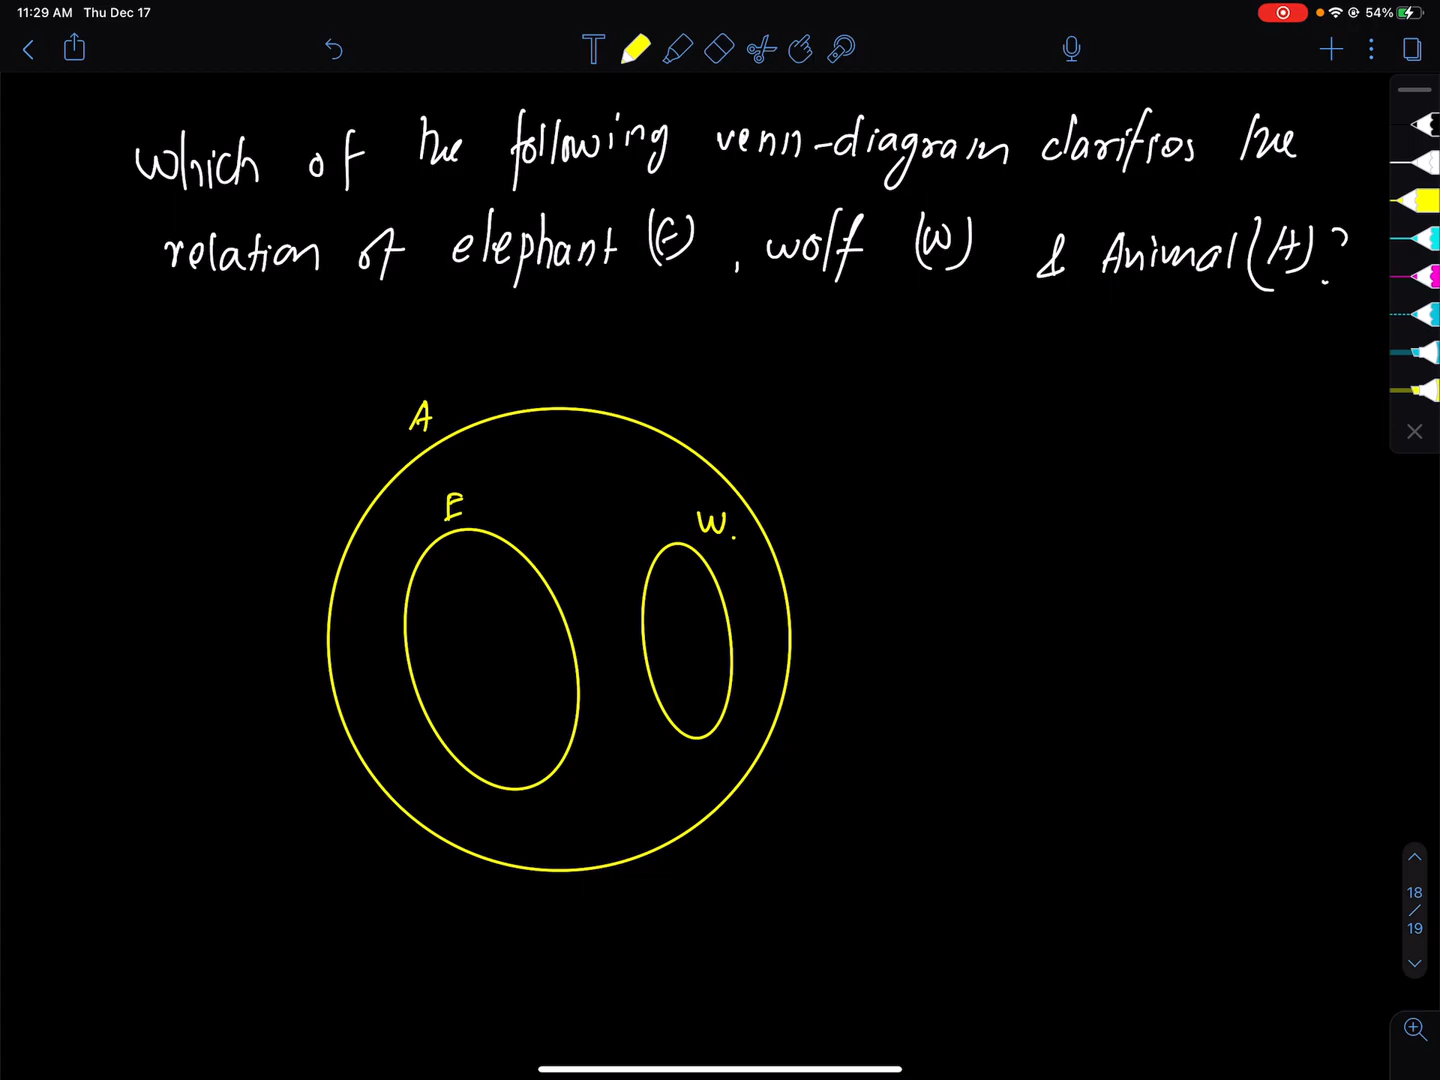 11:29 AM Thu Dec 17
54%
which of the following venn-diagram clarifios the
relation of elephant (E), wolf (W) & Animal (A)?
A
E
W.
18
/
19